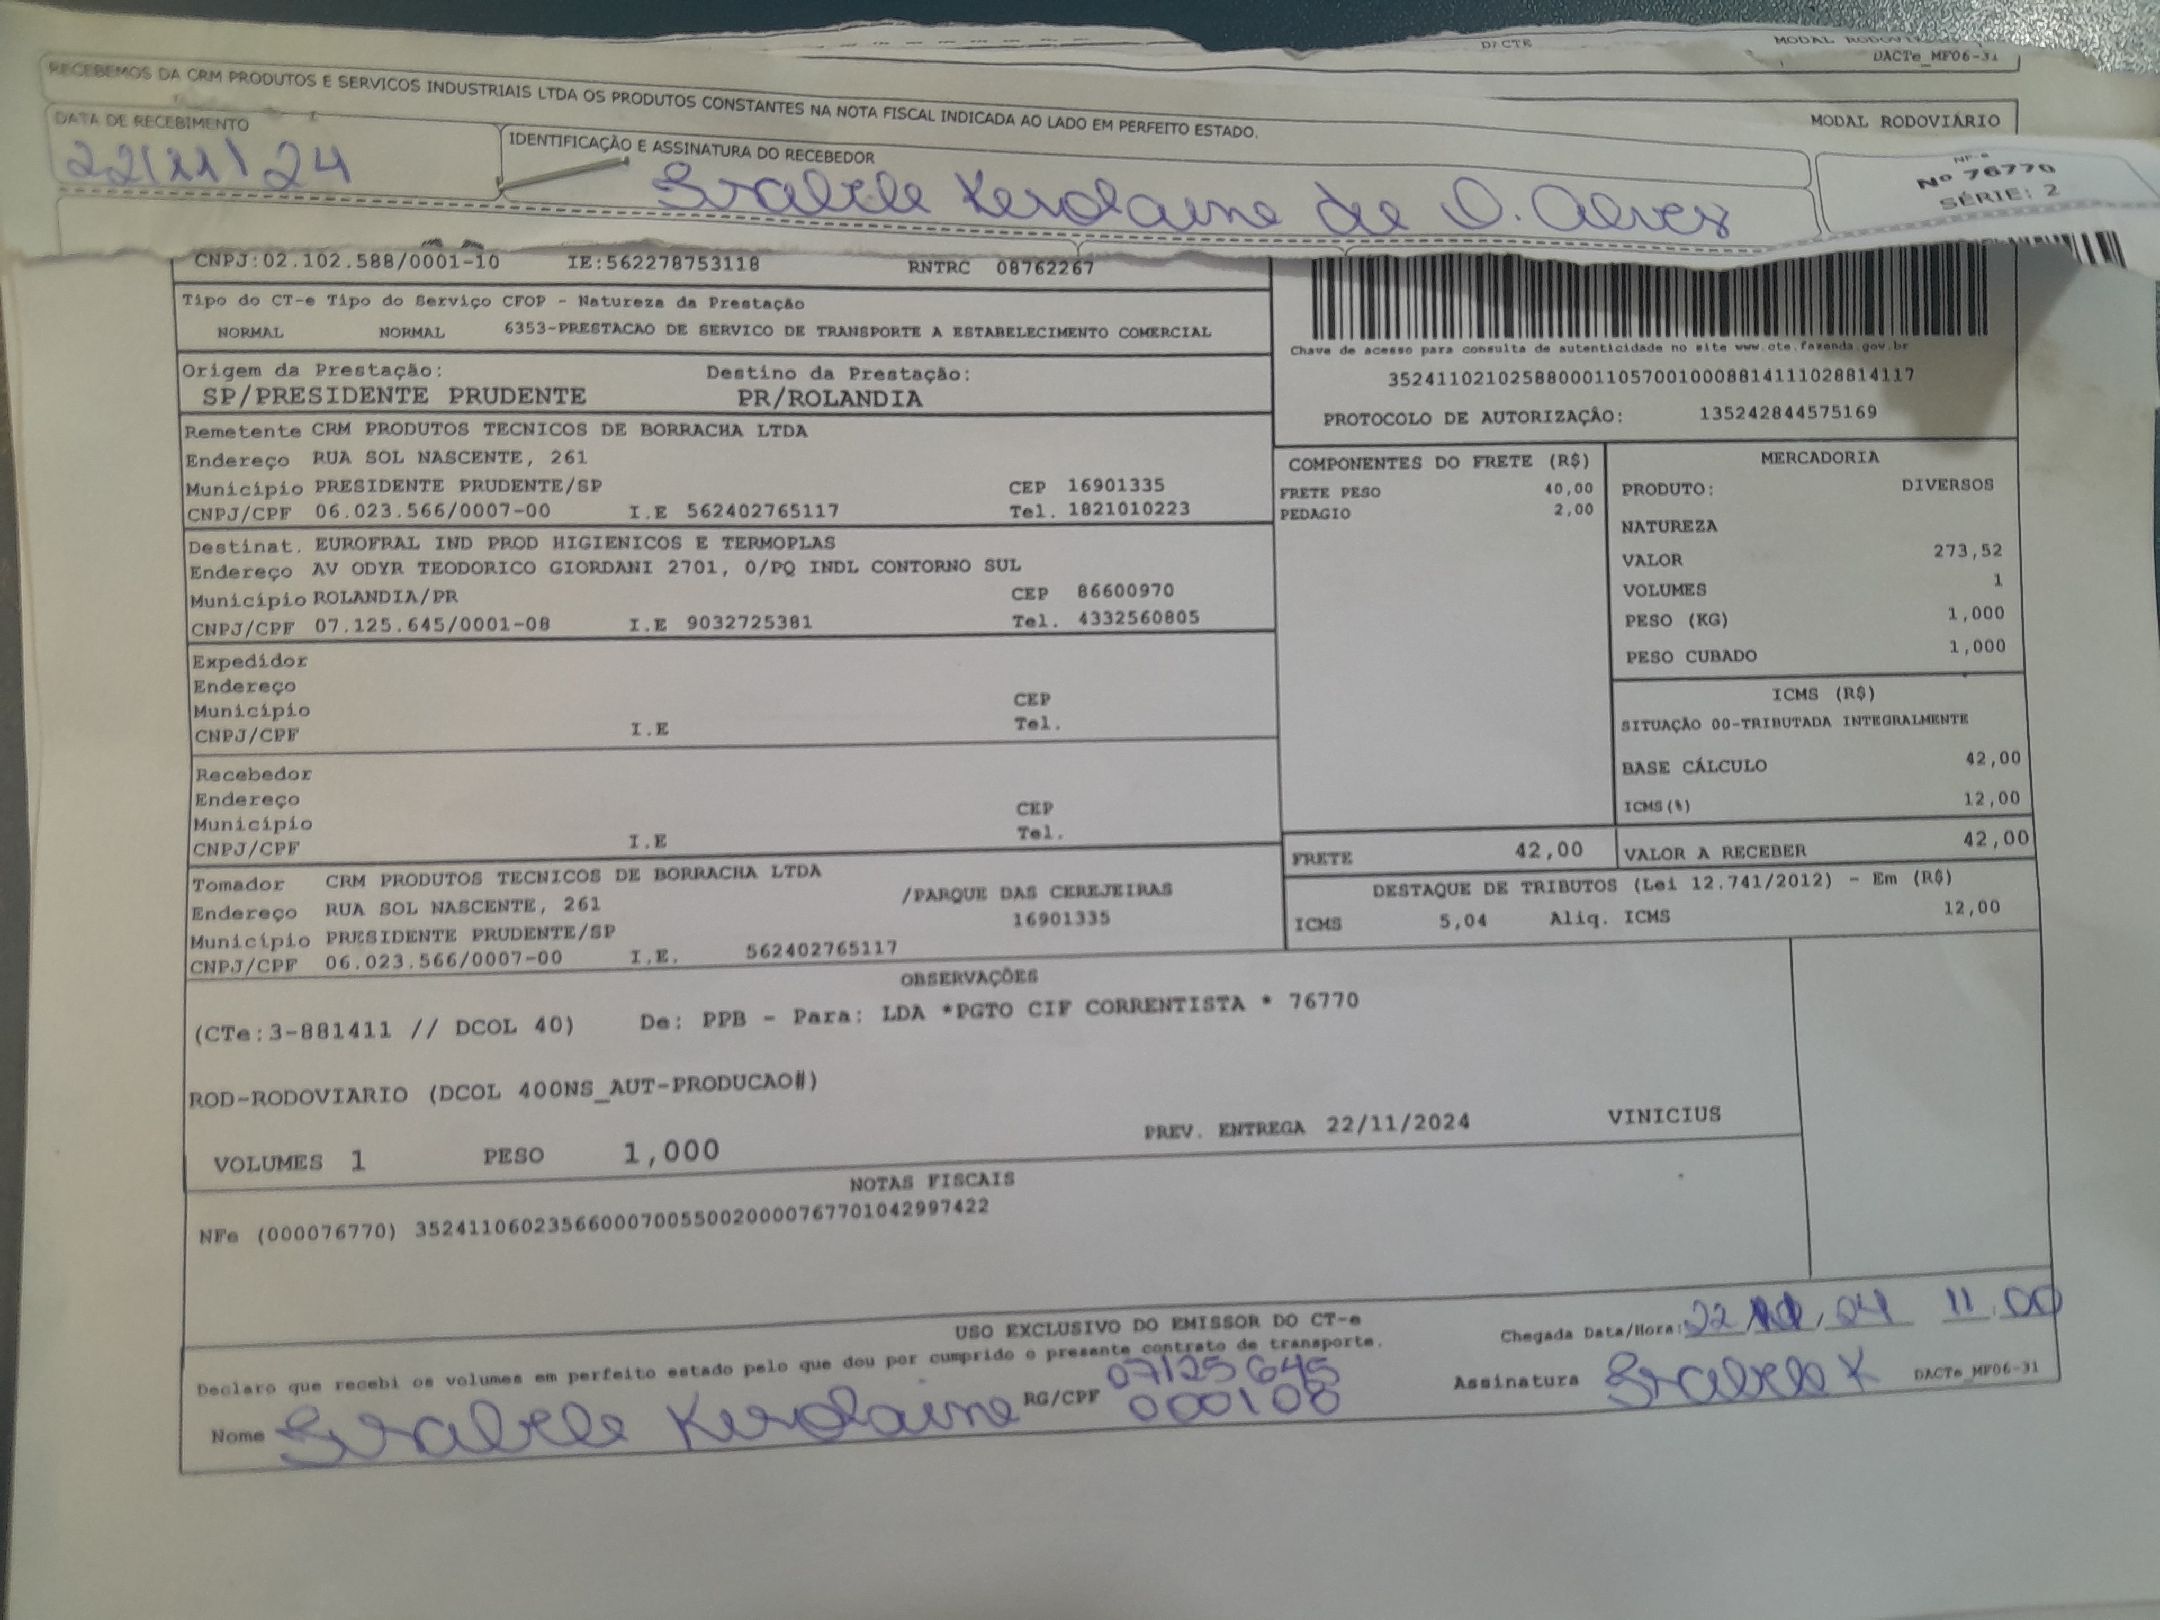 DACTE
MODAL RODOVIÁRIO
DACTe_MF06-31
RECEBEMOS DA CRM PRODUTOS E SERVICOS INDUSTRIAIS LTDA OS PRODUTOS CONSTANTES NA NOTA FISCAL INDICADA AO LADO EM PERFEITO ESTADO.
MODAL RODOVIÁRIO
DATA DE RECEBIMENTO
22/11/24
IDENTIFICAÇÃO E ASSINATURA DO RECEBEDOR
Izabele Kerolaine de O. Alves
NF-e
Nº 76770
SÉRIE: 2
CNPJ:02.102.588/0001-10 IE:562278753118 RNTRC 08762267
Tipo do CT-e Tipo do Serviço CFOP - Natureza da Prestação
NORMAL NORMAL 6353-PRESTACAO DE SERVICO DE TRANSPORTE A ESTABELECIMENTO COMERCIAL
Chave de acesso para consulta de autenticidade no site www.cte.fazenda.gov.br
35241102102588000110570010008814111028814117
PROTOCOLO DE AUTORIZAÇÃO: 135242844575169
Origem da Prestação: Destino da Prestação:
SP/PRESIDENTE PRUDENTE PR/ROLANDIA
Remetente CRM PRODUTOS TECNICOS DE BORRACHA LTDA
Endereço RUA SOL NASCENTE, 261
Município PRESIDENTE PRUDENTE/SP CEP 16901335
CNPJ/CPF 06.023.566/0007-00 I.E 562402765117 Tel. 1821010223
Destinat. EUROFRAL IND PROD HIGIENICOS E TERMOPLAS
Endereço AV ODYR TEODORICO GIORDANI 2701, 0/PQ INDL CONTORNO SUL
Município ROLANDIA/PR CEP 86600970
CNPJ/CPF 07.125.645/0001-08 I.E 9032725381 Tel. 4332560805
Expedidor
Endereço
Município CEP
CNPJ/CPF I.E Tel.
Recebedor
Endereço
Município CEP
CNPJ/CPF I.E Tel.
Tomador CRM PRODUTOS TECNICOS DE BORRACHA LTDA
Endereço RUA SOL NASCENTE, 261 /PARQUE DAS CEREJEIRAS
Município PRESIDENTE PRUDENTE/SP 16901335
CNPJ/CPF 06.023.566/0007-00 I.E. 562402765117
COMPONENTES DO FRETE (R$)
FRETE PESO 40,00
PEDAGIO 2,00
MERCADORIA
PRODUTO: DIVERSOS
NATUREZA
VALOR 273,52
VOLUMES 1
PESO (KG) 1,000
PESO CUBADO 1,000
ICMS (R$)
SITUAÇÃO 00-TRIBUTADA INTEGRALMENTE
BASE CÁLCULO 42,00
ICMS(%) 12,00
FRETE 42,00 VALOR A RECEBER 42,00
DESTAQUE DE TRIBUTOS (Lei 12.741/2012) - Em (R$)
ICMS 5,04 Aliq. ICMS 12,00
OBSERVAÇÕES
(CTe:3-881411 // DCOL 40) De: PPB - Para: LDA *PGTO CIF CORRENTISTA * 76770
ROD-RODOVIARIO (DCOL 400NS_AUT-PRODUCAO#)
PREV. ENTREGA 22/11/2024 VINICIUS
VOLUMES 1 PESO 1,000
NOTAS FISCAIS
NFe (000076770) 35241106023566000700550020000767701042997422
USO EXCLUSIVO DO EMISSOR DO CT-e
Declaro que recebi os volumes em perfeito estado pelo que dou por cumprido o presente contrato de transporte.
Chegada Data/Hora: 22 / 11 / 24 11:00
Nome Izabele Kerolaine RG/CPF 07125645
000108
Assinatura Izabele K DACTe_MF06-31